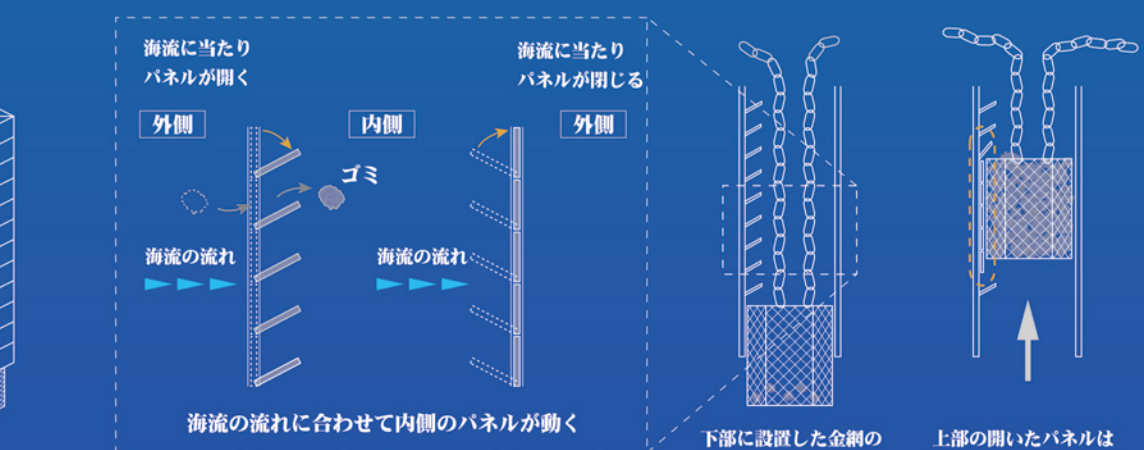 海流に当たり
パネルが開く
海流に当たり
パネルが閉じる
外側
内側
外側
ゴミ
海流の流れ
海流の流れ
海流の流れに合わせて内側のパネルが動く
下部に設置した金網の
上部の開いたパネルは